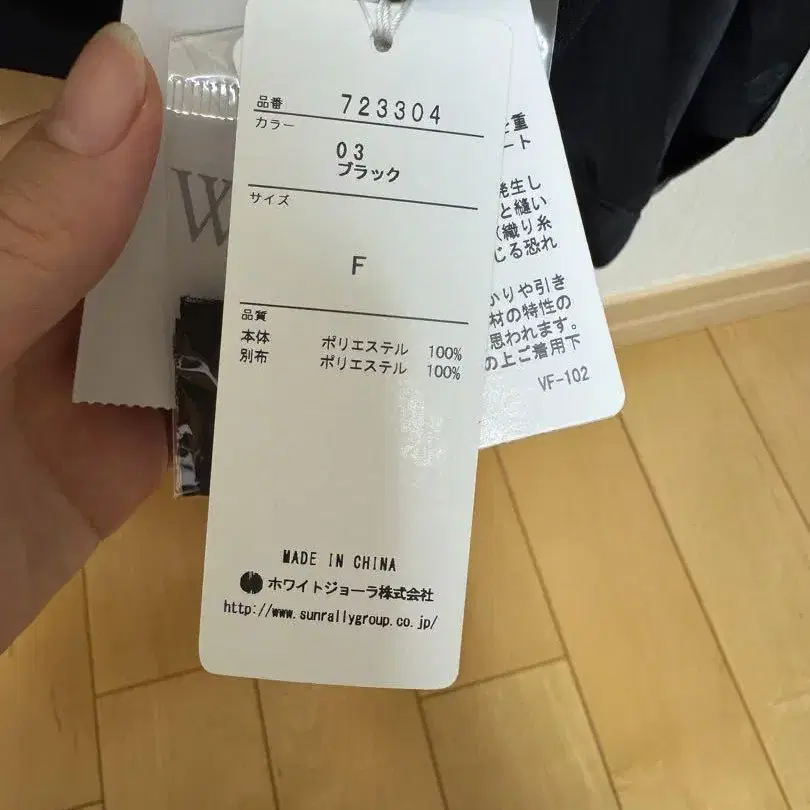 品番 723304
カラー
03
ブラック
サイズ
F
品質
本体 ポリエステル 100%
別布 ポリエステル 100%
MADE IN CHINA
ホワイトジョーラ株式会社
http://www.sunrallygroup.co.jp/
W
重
ート
発生し
と縫い
織り糸
じる恐れ
かりや引き
材の特性の
思われます。
の上ご着用下
VF-102